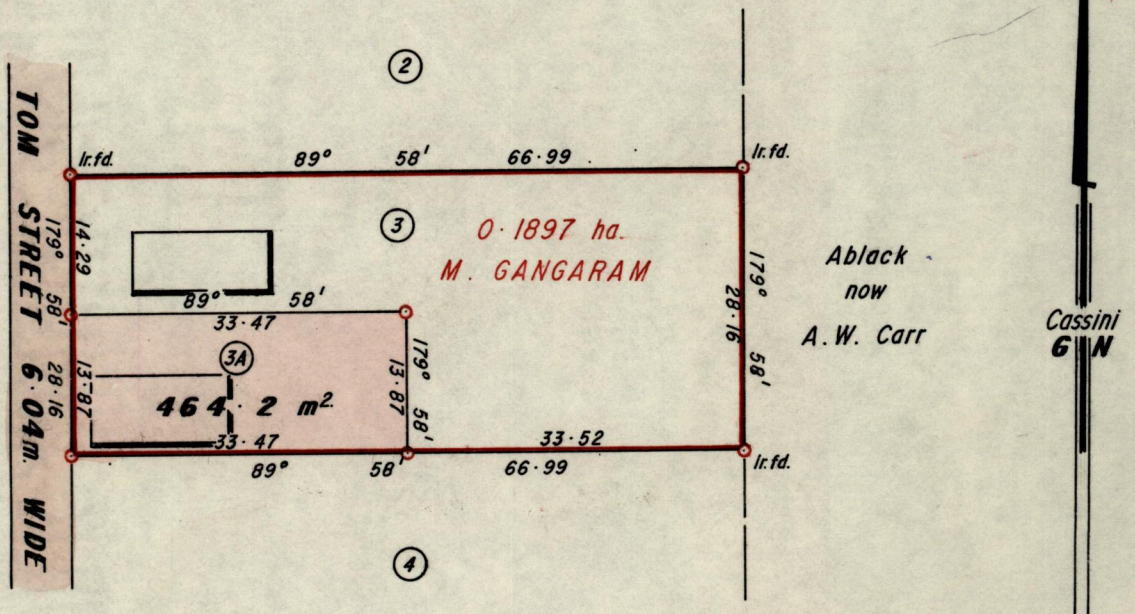 2
Ir.fd.
89° 58' 66·99
Ir.fd.
TOM STREET 6·04m. WIDE
179° 58' 28·16
14·29
13·87
3
0·1897 ha.
M. GANGARAM
89° 58'
33·47
3A
464·2 m².
33·47
179° 58'
13·87
179° 58'
28·16
Ablack
now
A.W. Carr
Cassini
G N
33·52
89° 58' 66·99
Ir.fd.
4